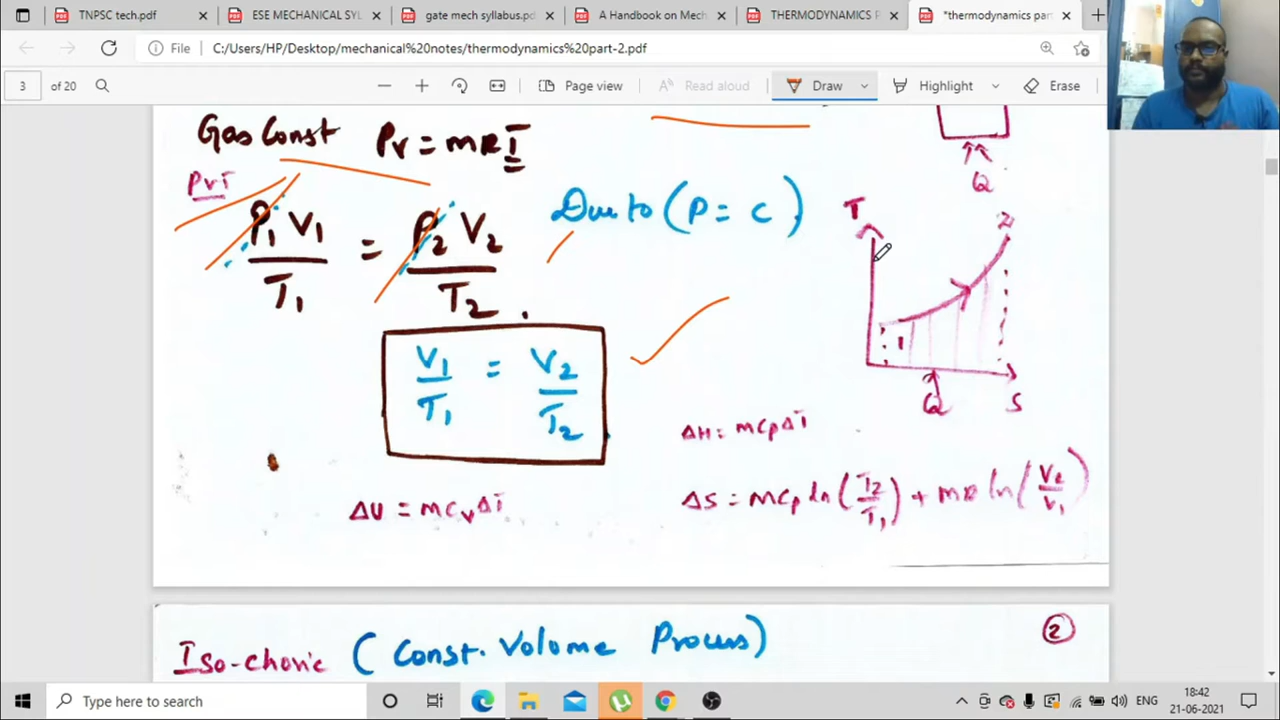 TNPSC tech.pdf
ESE MECHANICAL SYL
gate mech syllabus.pd
A Handbook on Mech
THERMODYNAMICS P
*thermodynamics par
File
C:/Users/HP/Desktop/mechanical%20notes/thermodynamics%20part-2.pdf
3 of 20
Page view
Read aloud
Draw
Highlight
Erase
Gas Const PV = mRT
PVT
P1 V1 / T1 = P2 V2 / T2
Due to (P = C)
V1 / T1 = V2 / T2
Q
T
2
1
Q
S
ΔH = mCpΔT
ΔU = mCvΔT
ΔS = mCp ln(T2/T1) + mR ln(V2/V1)
Iso-choric (Const. Volume Process)
2
Type here to search
ENG
18:42
21-06-2021